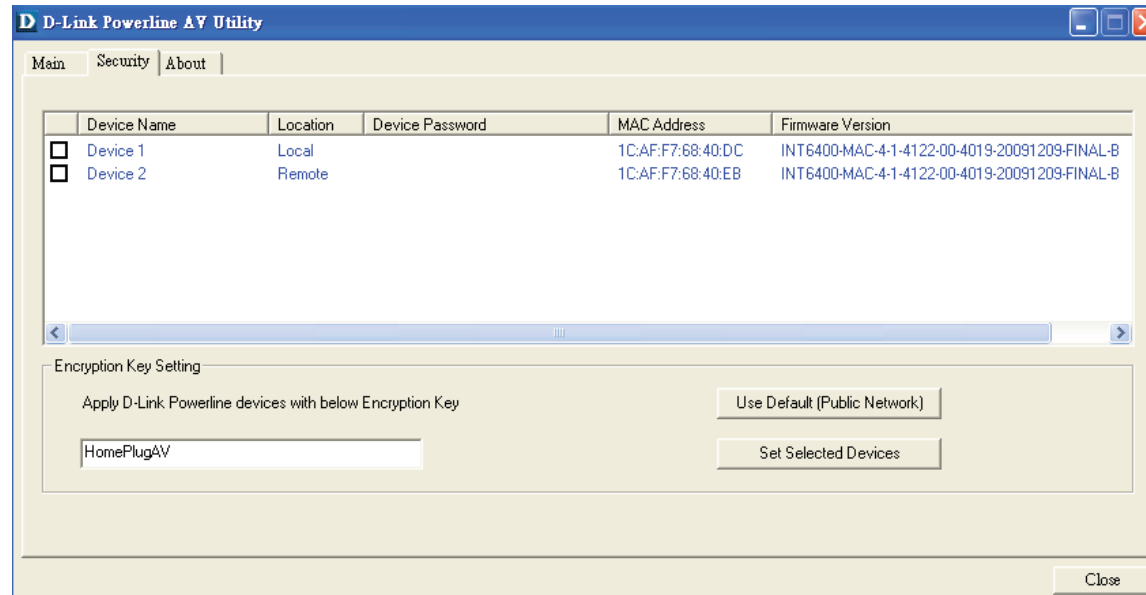 D-Link Powerline AV Utility
Main Security About
Device Name Location Device Password MAC Address Firmware Version
Device 1 Local 1C:AF:F7:68:40:DC INT6400-MAC-4-1-4122-00-4019-20091209-FINAL-B
Device 2 Remote 1C:AF:F7:68:40:EB INT6400-MAC-4-1-4122-00-4019-20091209-FINAL-B
Encryption Key Setting
Apply D-Link Powerline devices with below Encryption Key Use Default (Public Network)
HomePlugAV Set Selected Devices
Close